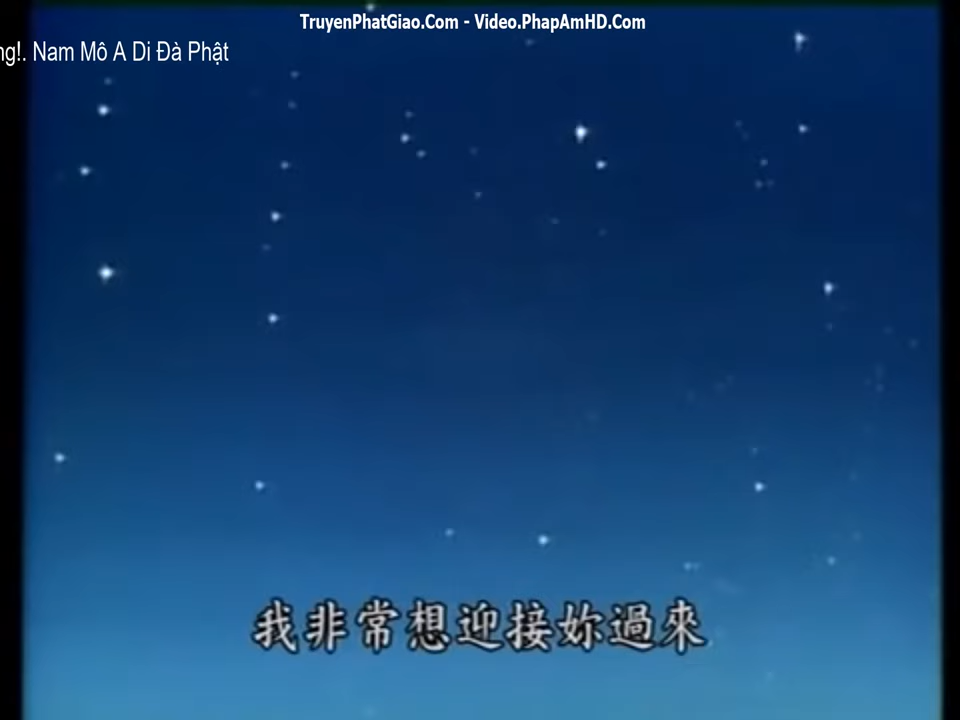 TruyenPhatGiao.Com - Video.PhapAmHD.Com
ng!. Nam Mô A Di Đà Phật
我非常想迎接妳過來